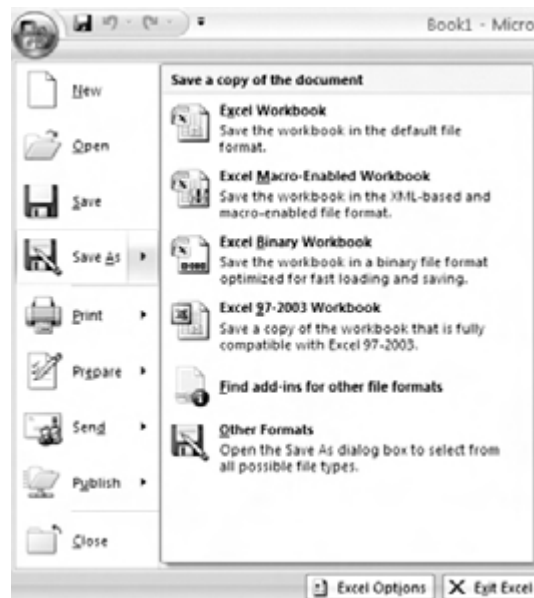 Book1 - Micro
New
Open
Save
Save As
Print
Prepare
Send
Publish
Close
Save a copy of the document
Excel Workbook
Save the workbook in the default file
format.
Excel Macro-Enabled Workbook
Save the workbook in the XML-based and
macro-enabled file format.
Excel Binary Workbook
Save the workbook in a binary file format
optimized for fast loading and saving.
Excel 97-2003 Workbook
Save a copy of the workbook that is fully
compatible with Excel 97-2003.
Find add-ins for other file formats
Other Formats
Open the Save As dialog box to select from
all possible file types.
Excel Options
Exit Excel